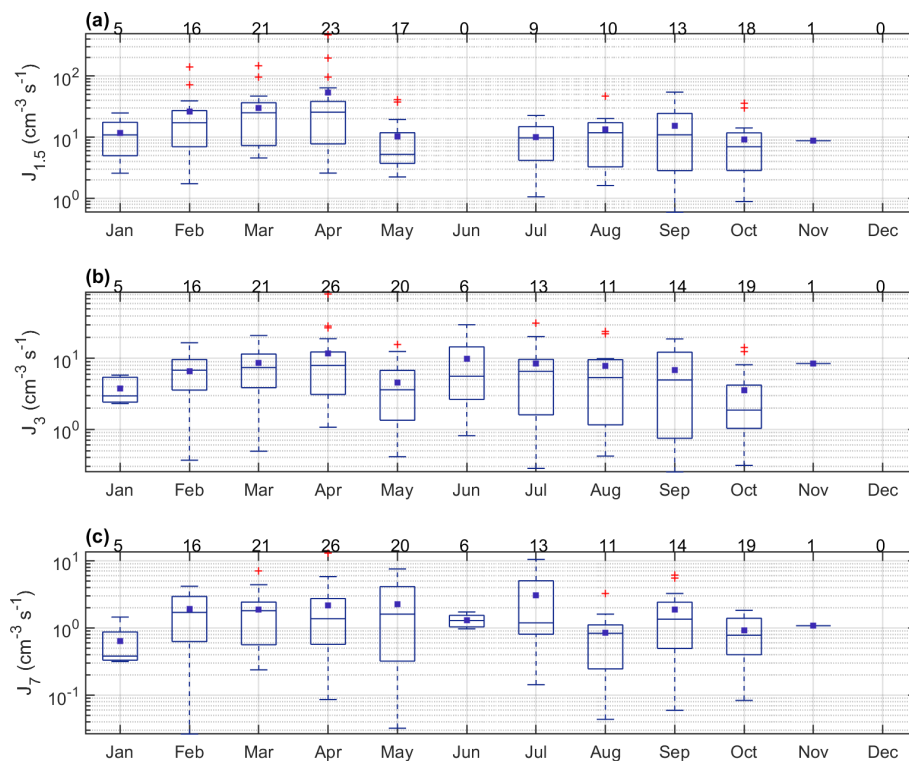 (a)
5 16 21 23 17 0 9 10 13 18 1 0
J1.5 (cm-3 s-1)
10²
10¹
10⁰
Jan Feb Mar Apr May Jun Jul Aug Sep Oct Nov Dec
(b)
5 16 21 26 20 6 13 11 14 19 1 0
J3 (cm-3 s-1)
10¹
10⁰
Jan Feb Mar Apr May Jun Jul Aug Sep Oct Nov Dec
(c)
5 16 21 26 20 6 13 11 14 19 1 0
J7 (cm-3 s-1)
10¹
10⁰
10⁻¹
Jan Feb Mar Apr May Jun Jul Aug Sep Oct Nov Dec